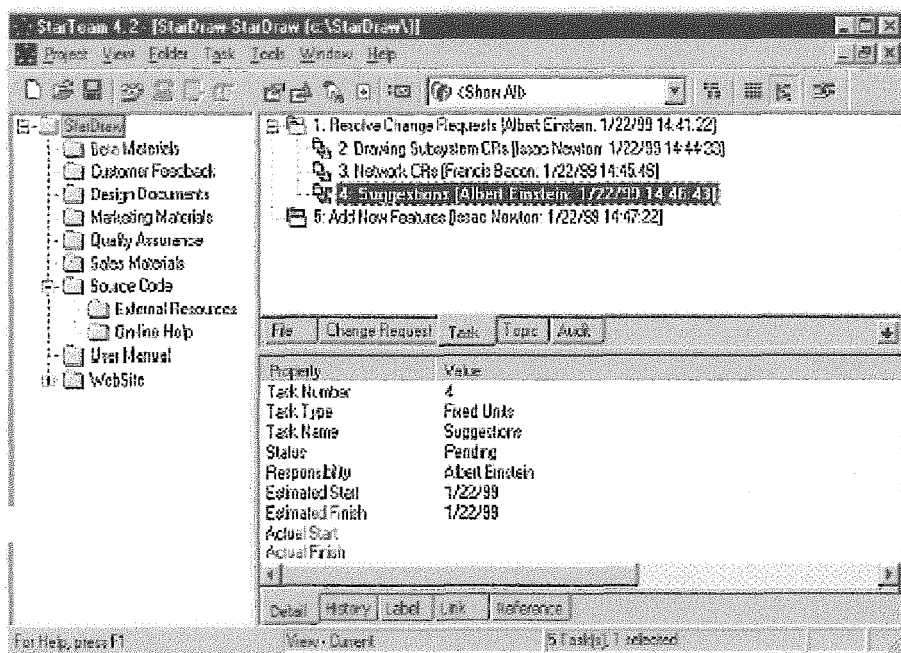 StarTeam 4.2 - [StarDraw-StarDraw (c:\StarDraw\)]
Project View Folder Task Tools Window Help
<Show All>
StarDraw
Beta Materials
Customer Feedback
Design Documents
Marketing Materials
Quality Assurance
Sales Materials
Source Code
External Resources
On-line Help
User Manual
WebSite
1. Resolve Change Requests [Albert Einstein: 1/22/99 14:41:22]
2. Drawing Subsystem CRs [Issac Newton: 1/22/99 14:44:33]
3. Network CRs [Francis Bacon: 1/22/99 14:45:46]
4. Suggestions [Albert Einstein: 1/22/99 14:46:43]
5: Add New Features [Issac Newton: 1/22/99 14:47:22]
File Change Request Task Topic Audit
Property Value
Task Number 4
Task Type Fixed Units
Task Name Suggestions
Status Pending
Responsibility Albert Einstein
Estimated Start 1/22/99
Estimated Finish 1/22/99
Actual Start
Actual Finish
Detail History Label Link Reference
For Help, press F1 View - Current 5 Task(s), 1 selected